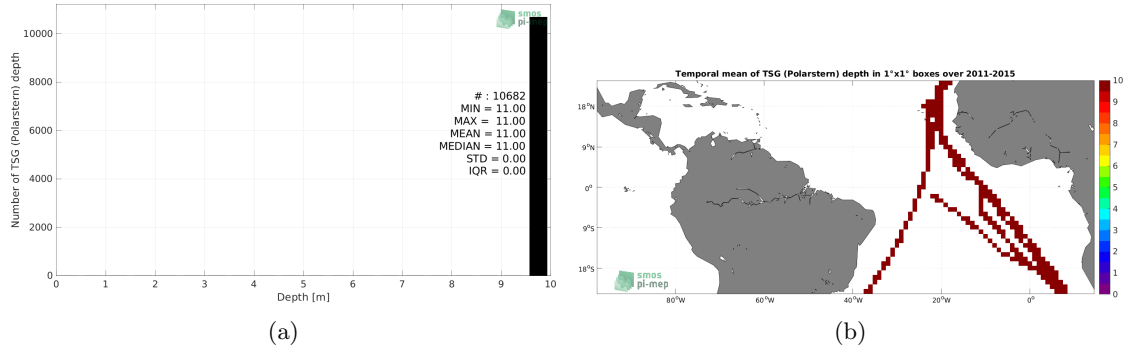 smos
pi-mep
Number of TSG (Polarstern) depth
10000
8000
6000
4000
2000
0
# : 10682
MIN = 11.00
MAX = 11.00
MEAN = 11.00
MEDIAN = 11.00
STD = 0.00
IQR = 0.00
0 1 2 3 4 5 6 7 8 9 10
Depth [m]
(a)
Temporal mean of TSG (Polarstern) depth in 1°x1° boxes over 2011-2015
18°N
9°N
0°
9°S
18°S
80°W 60°W 40°W 20°W 0°
10
9
8
7
6
5
4
3
2
1
0
smos
pi-mep
(b)